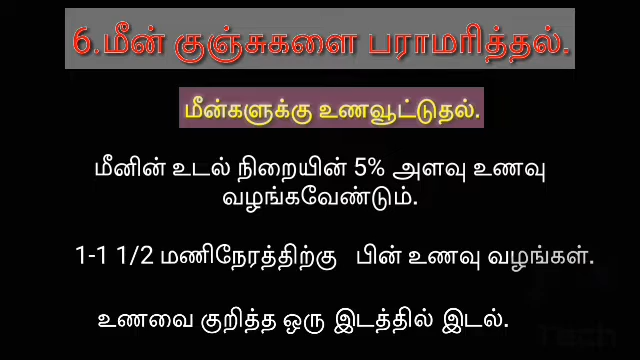 6.மீன் குஞ்சுகளை பராமரித்தல்.
மீன்களுக்கு உணவூட்டுதல்.
மீனின் உடல் நிறையின் 5% அளவு உணவு
வழங்கவேண்டும்.
1-1 1/2 மணிநேரத்திற்கு பின் உணவு வழங்கள்.
உணவை குறித்த ஒரு இடத்தில் இடல்.